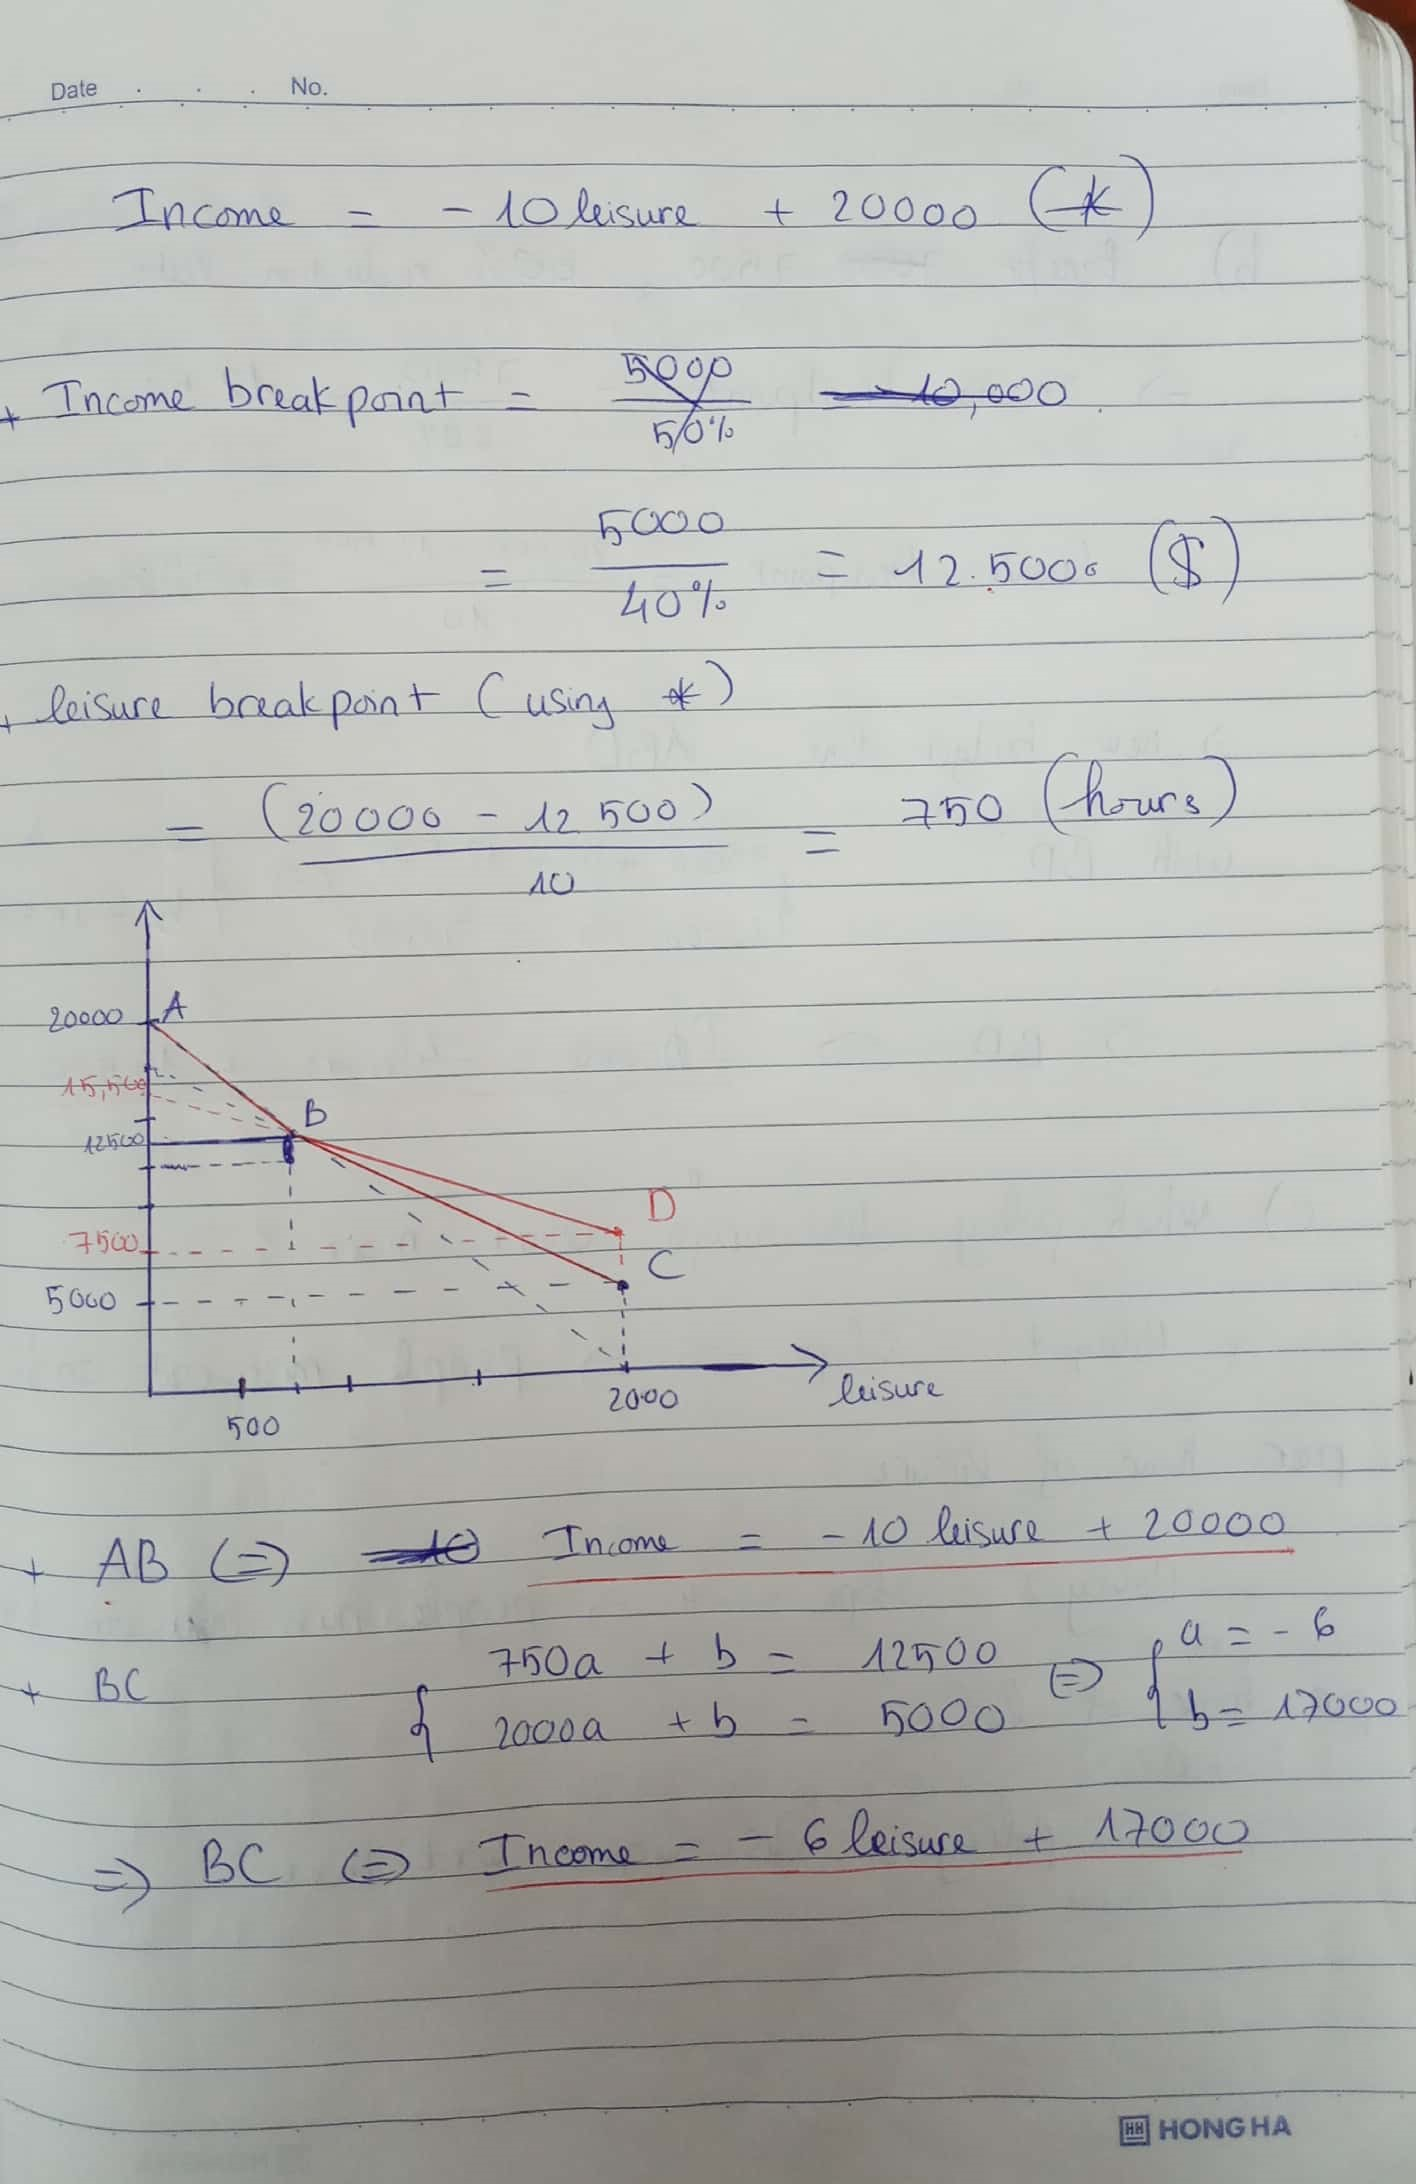 Date . . . No.
Income = - 10 leisure + 20000 (*)
+ Income breakpoint = 5000 / 50% = 10,000
= 5000 / 40% = 12.500 ($)
+ leisure breakpoint (using *)
= (20000 - 12 500) / 10 = 750 (hours)
20000 A
15,500
B
12500
D
7500
C
5000
leisure
500 2000
+ AB (=) -10 Income = - 10 leisure + 20000
+ BC { 750a + b = 12500 (=) { a = - 6
2000a + b = 5000 b = 17000
=> BC (=) Income = - 6 leisure + 17000
HH HONG HA